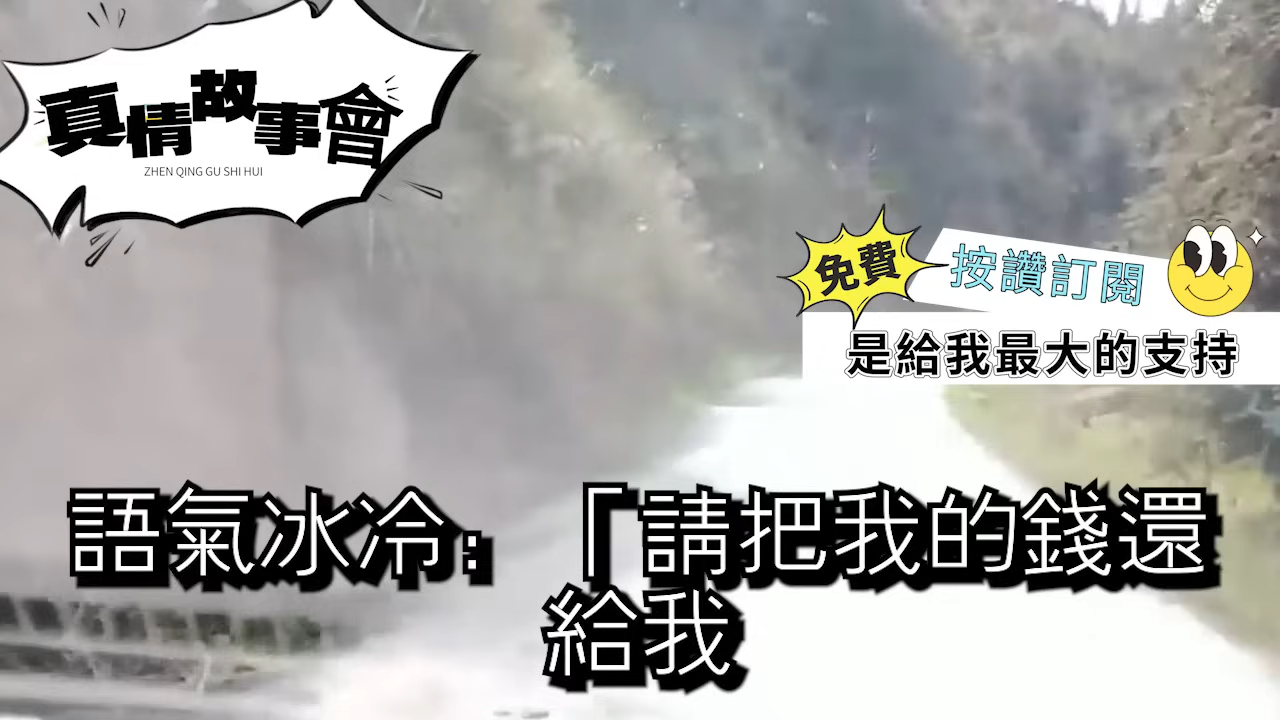 真情故事會
ZHEN QING GU SHI HUI
免費
按讚訂閱
是給我最大的支持
語氣冰冷：「請把我的錢還
給我